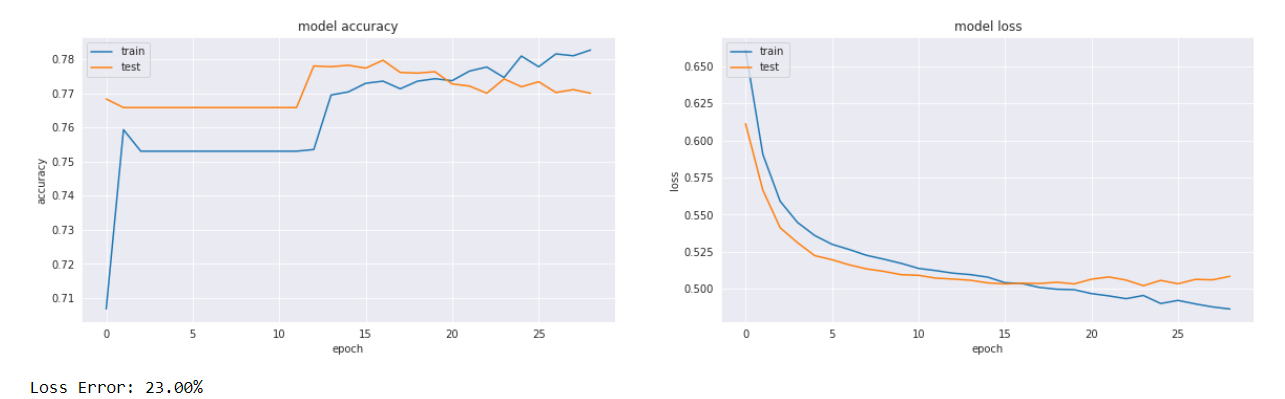 model accuracy
train
test
0.78
0.77
0.76
0.75
0.74
0.73
0.72
0.71
accuracy
0 5 10 15 20 25
epoch
model loss
train
test
0.650
0.625
0.600
0.575
0.550
0.525
0.500
loss
0 5 10 15 20 25
epoch
Loss Error: 23.00%